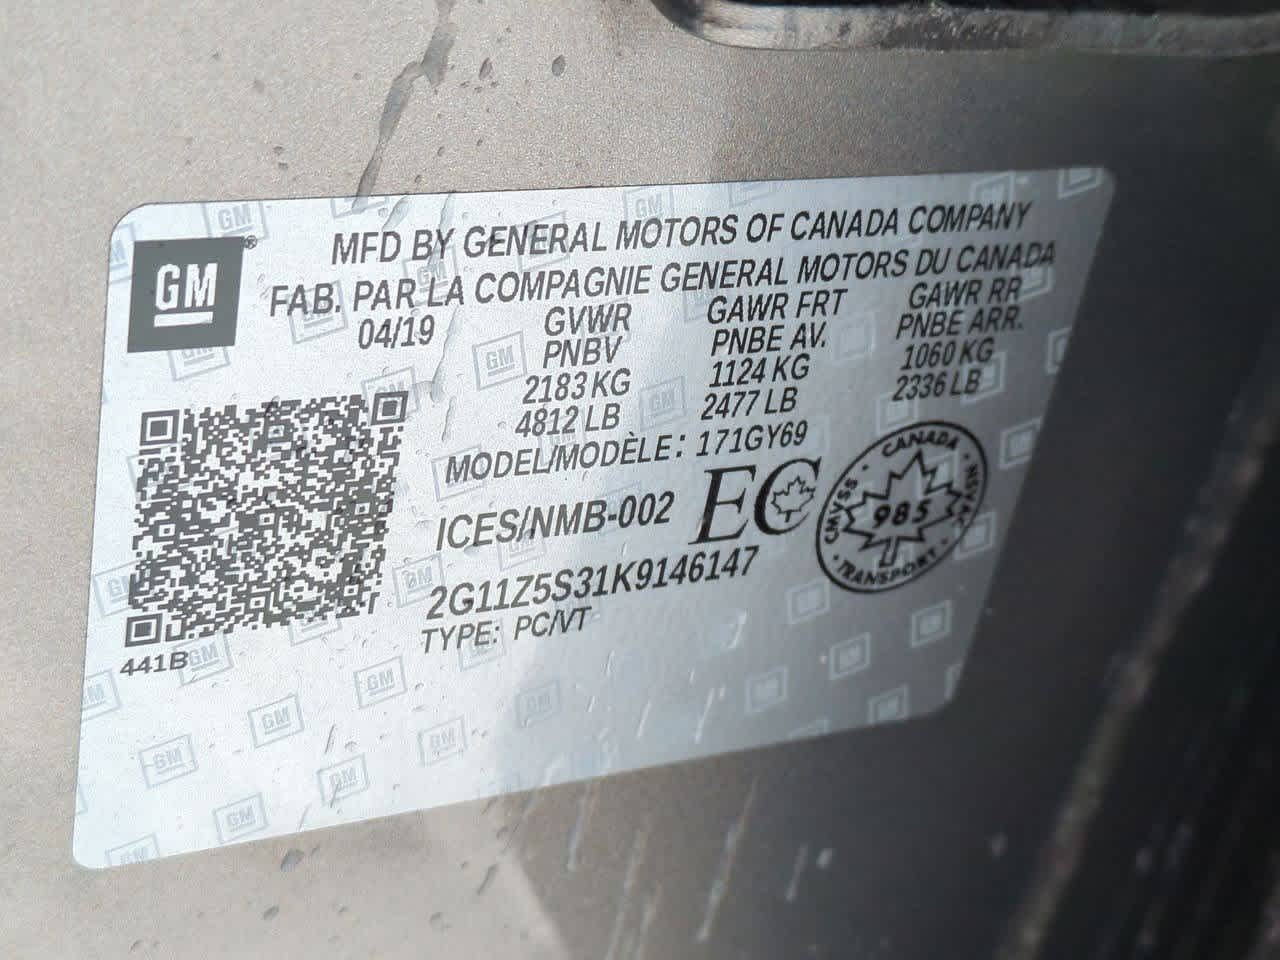 GM®
MFD BY GENERAL MOTORS OF CANADA COMPANY
FAB. PAR LA COMPAGNIE GENERAL MOTORS DU CANADA
04/19 GVWR GAWR FRT GAWR RR
PNBV PNBE AV. PNBE ARR.
2183 KG 1124 KG 1060 KG
4812 LB 2477 LB 2336 LB
MODEL/MODÈLE: 171GY69
ICES/NMB-002 EC
CANADA
CMVSS 985 NSVAC
TRANSPORT
2G11Z5S31K9146147
TYPE: PC/VT
441B